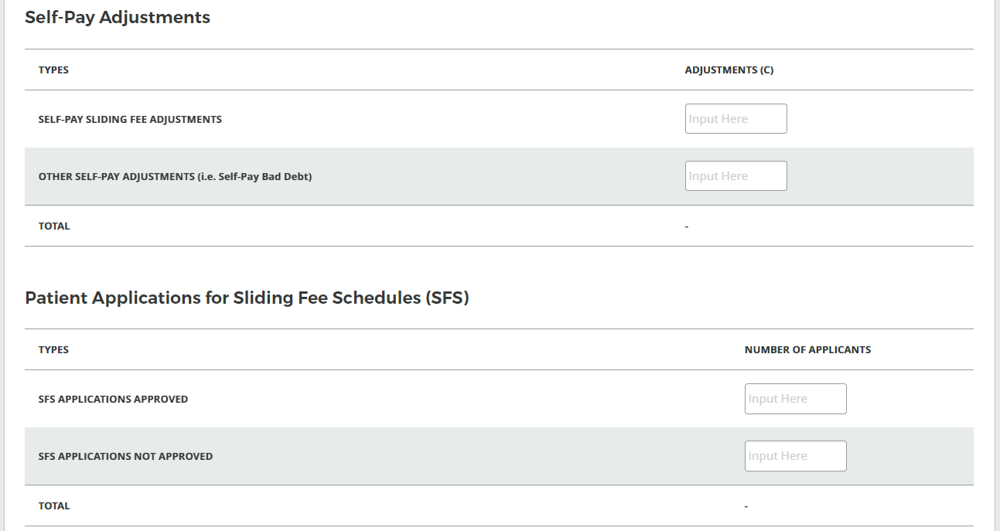 Self-Pay Adjustments
TYPES ADJUSTMENTS (C)
SELF-PAY SLIDING FEE ADJUSTMENTS Input Here
OTHER SELF-PAY ADJUSTMENTS (i.e. Self-Pay Bad Debt) Input Here
TOTAL -
Patient Applications for Sliding Fee Schedules (SFS)
TYPES NUMBER OF APPLICANTS
SFS APPLICATIONS APPROVED Input Here
SFS APPLICATIONS NOT APPROVED Input Here
TOTAL -